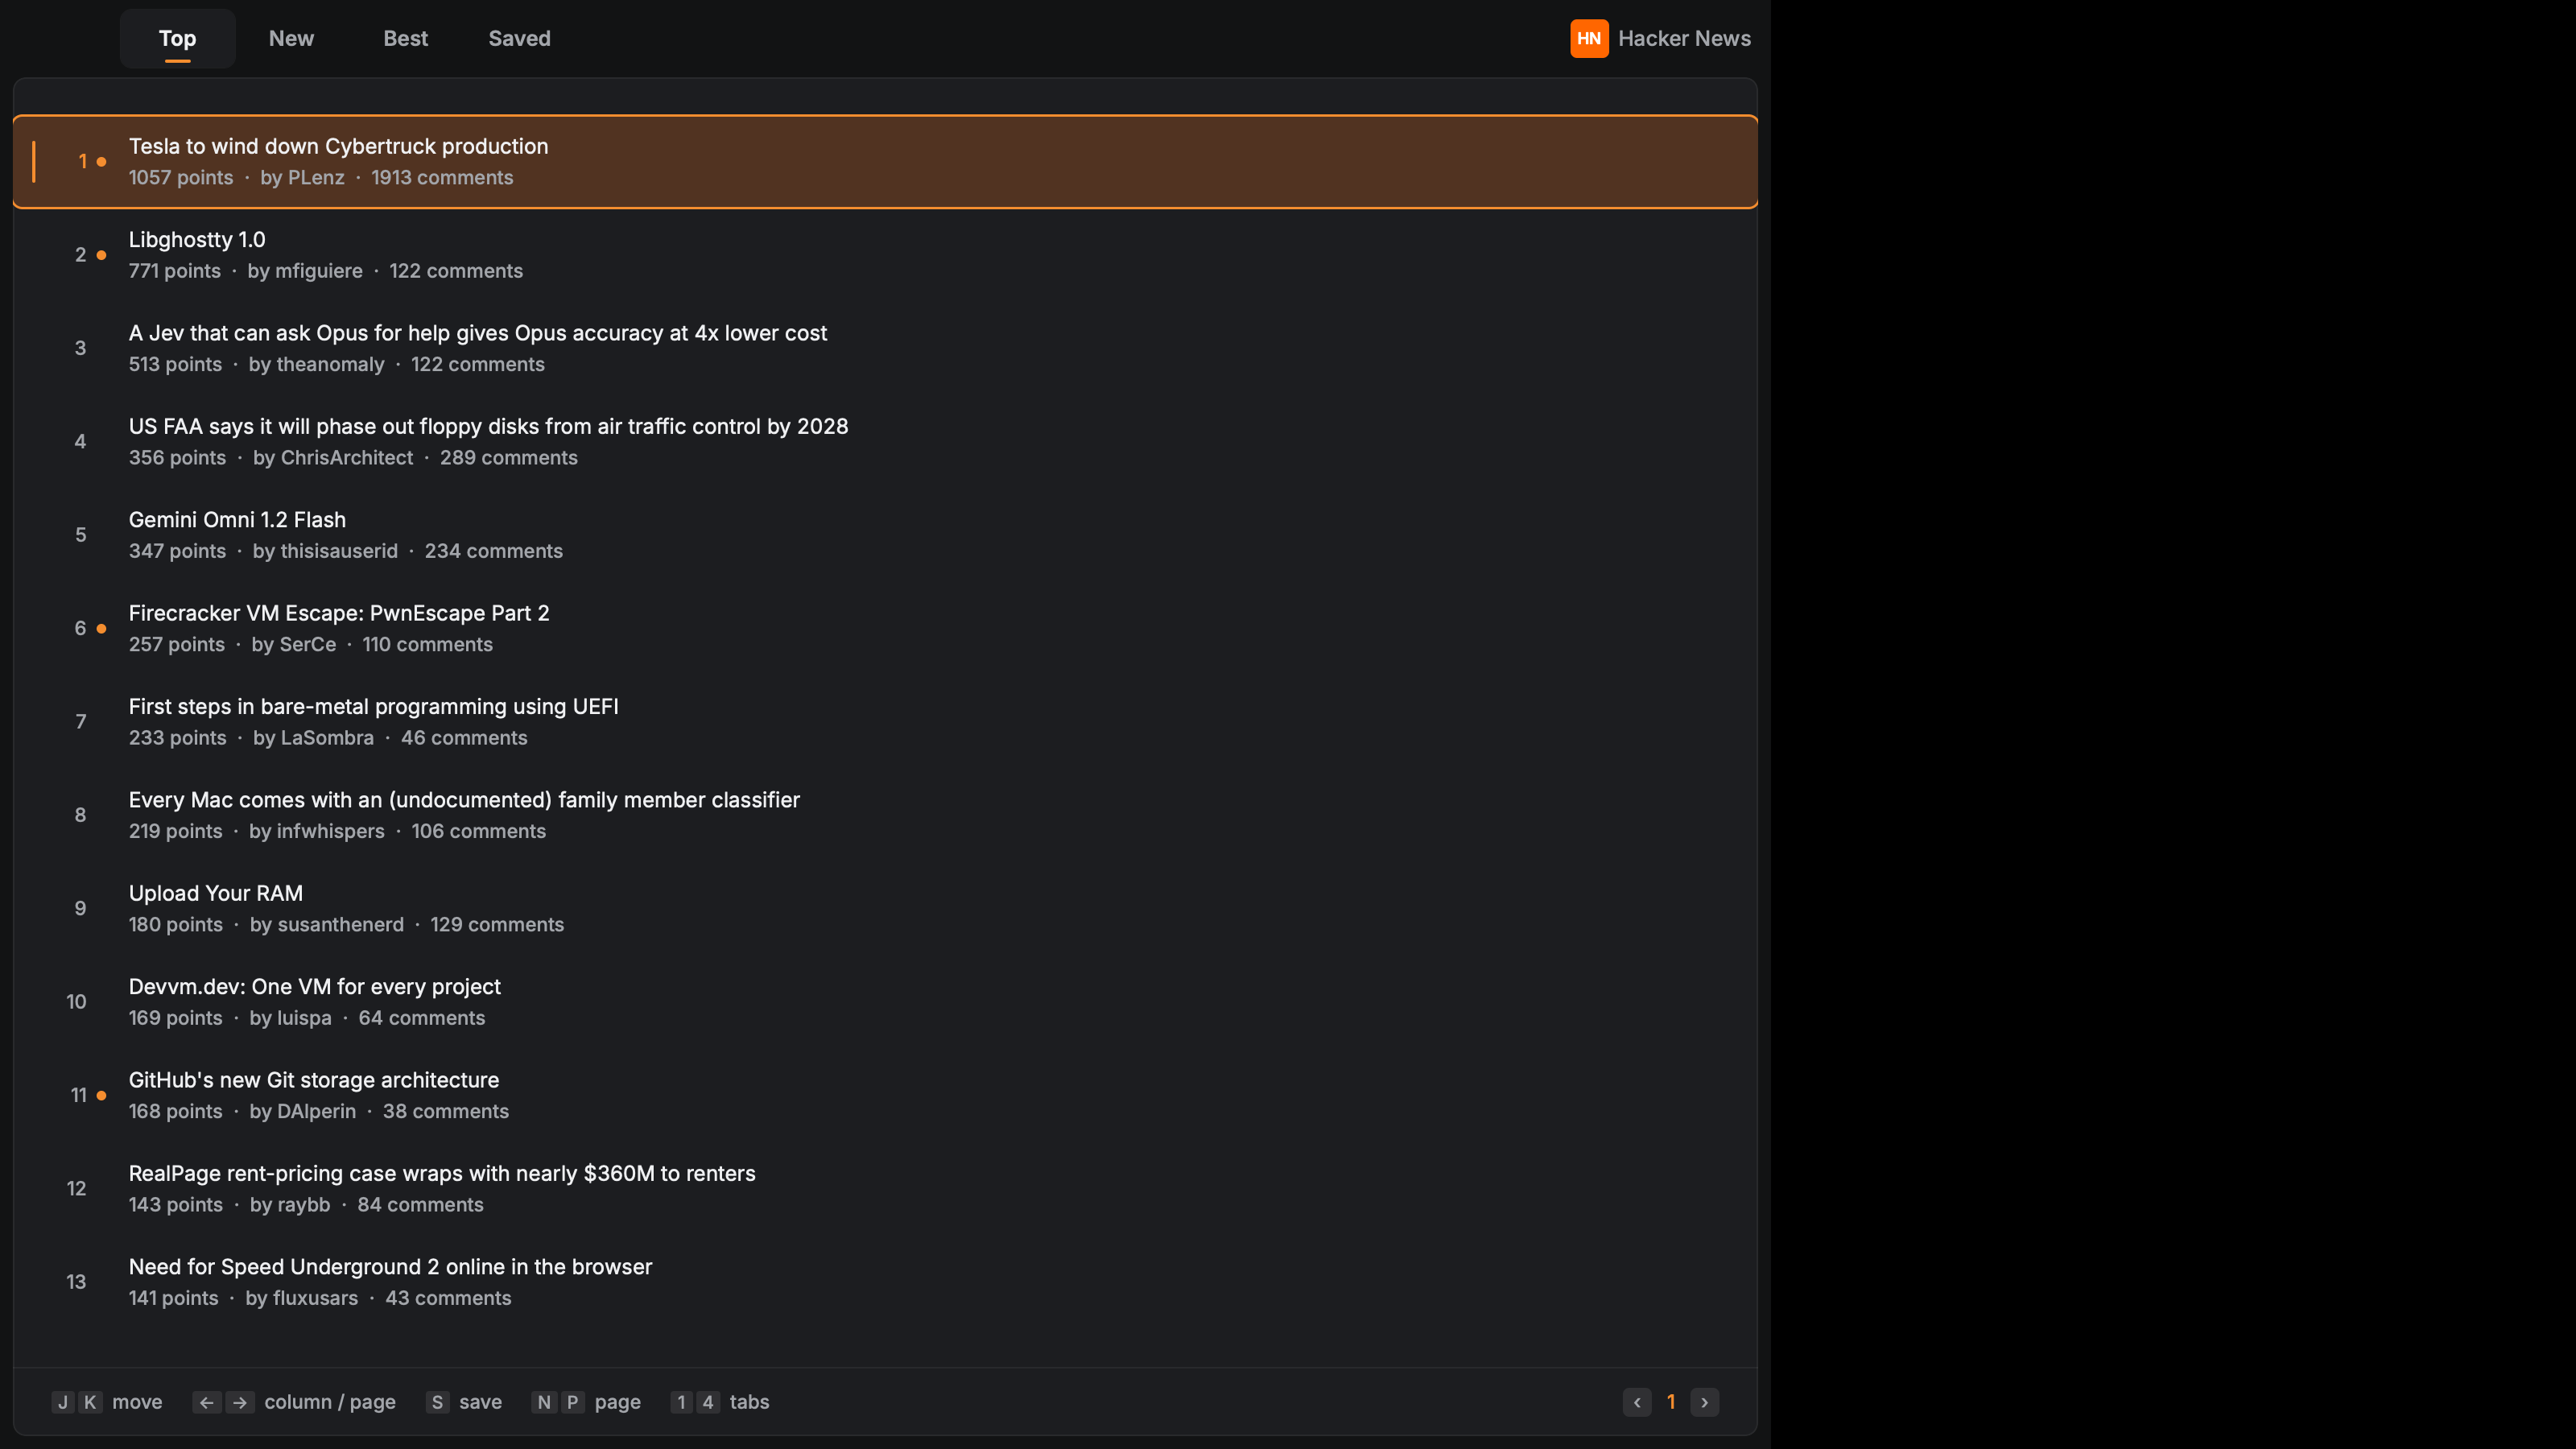 Top New Best Saved HN Hacker News
1 Tesla to wind down Cybertruck production
1057 points · by PLenz · 1913 comments
2 Libghostty 1.0
771 points · by mfiguiere · 122 comments
3 A Jev that can ask Opus for help gives Opus accuracy at 4x lower cost
513 points · by theanomaly · 122 comments
4 US FAA says it will phase out floppy disks from air traffic control by 2028
356 points · by ChrisArchitect · 289 comments
5 Gemini Omni 1.2 Flash
347 points · by thisisauserid · 234 comments
6 Firecracker VM Escape: PwnEscape Part 2
257 points · by SerCe · 110 comments
7 First steps in bare-metal programming using UEFI
233 points · by LaSombra · 46 comments
8 Every Mac comes with an (undocumented) family member classifier
219 points · by infwhispers · 106 comments
9 Upload Your RAM
180 points · by susanthenerd · 129 comments
10 Devvm.dev: One VM for every project
169 points · by luispa · 64 comments
11 GitHub's new Git storage architecture
168 points · by DAlperin · 38 comments
12 RealPage rent-pricing case wraps with nearly $360M to renters
143 points · by raybb · 84 comments
13 Need for Speed Underground 2 online in the browser
141 points · by fluxusars · 43 comments
J K move ← → column / page S save N P page 1 4 tabs ‹ 1 ›